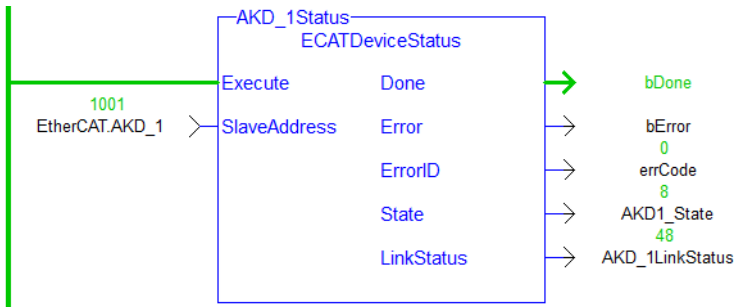 AKD_1Status
ECATDeviceStatus
Execute Done bDone
1001
EtherCAT.AKD_1 SlaveAddress Error bError
0
ErrorID errCode
8
State AKD1_State
48
LinkStatus AKD_1LinkStatus